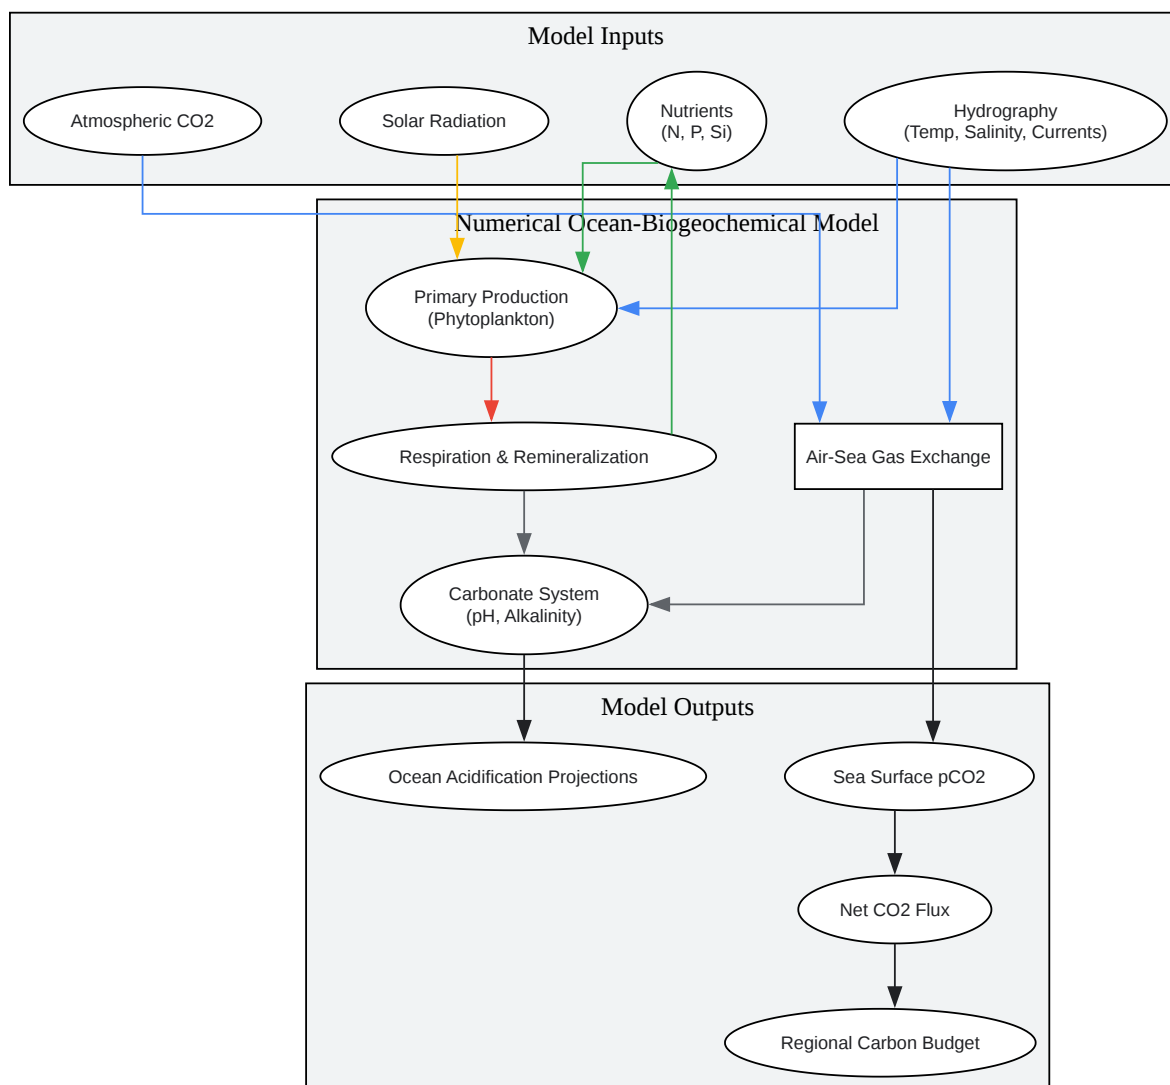 Model Inputs
Atmospheric CO2
Solar Radiation
Nutrients
(N, P, Si)
Hydrography
(Temp, Salinity, Currents)
Numerical Ocean-Biogeochemical Model
Primary Production
(Phytoplankton)
Respiration & Remineralization
Air-Sea Gas Exchange
Carbonate System
(pH, Alkalinity)
Model Outputs
Ocean Acidification Projections
Sea Surface pCO2
Net CO2 Flux
Regional Carbon Budget